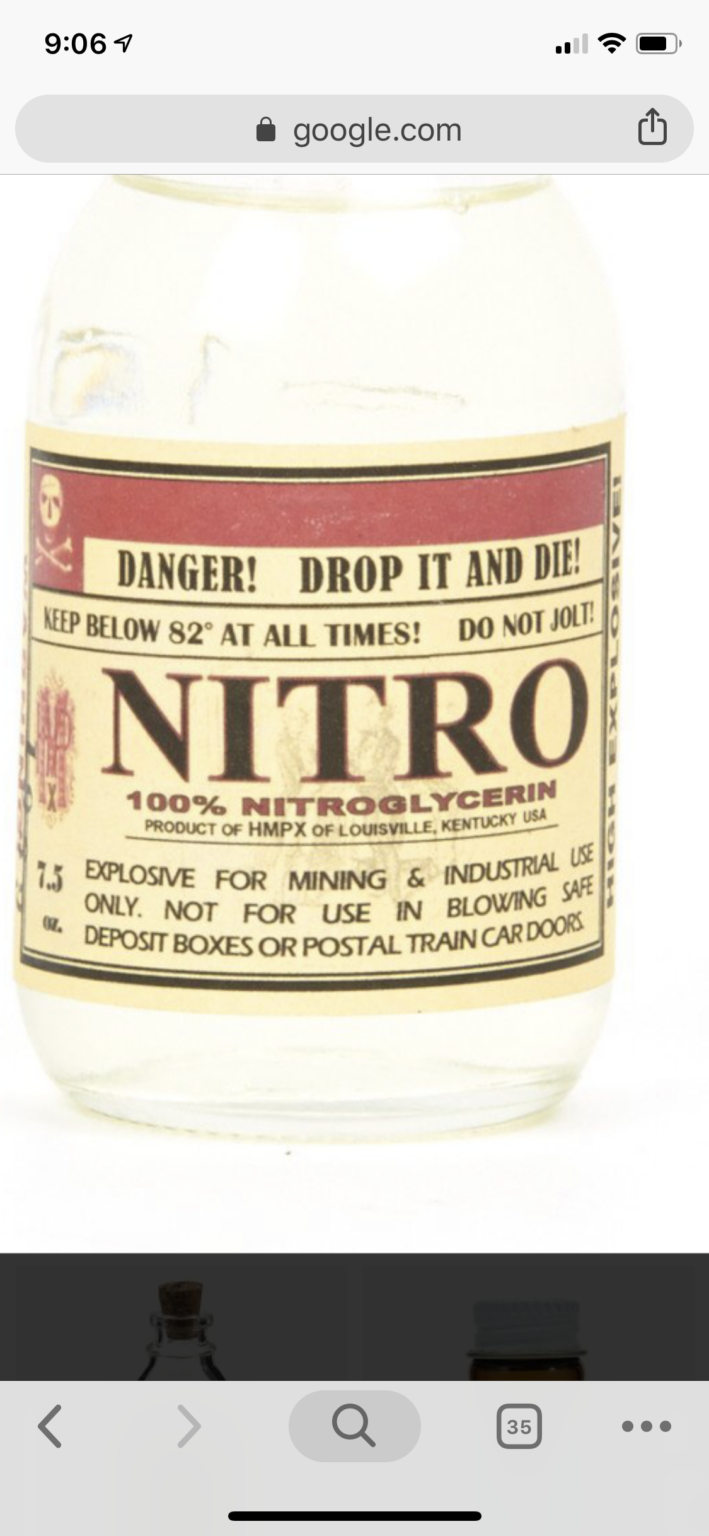 9:06
google.com
DANGER! DROP IT AND DIE!
KEEP BELOW 82° AT ALL TIMES! DO NOT JOLT!
NITRO
100% NITROGLYCERIN
PRODUCT OF HMPX OF LOUISVILLE, KENTUCKY USA
7.5 oz.
EXPLOSIVE FOR MINING & INDUSTRIAL USE
ONLY. NOT FOR USE IN BLOWING SAFE
DEPOSIT BOXES OR POSTAL TRAIN CAR DOORS.
HIGH EXPLOSIVE!
35